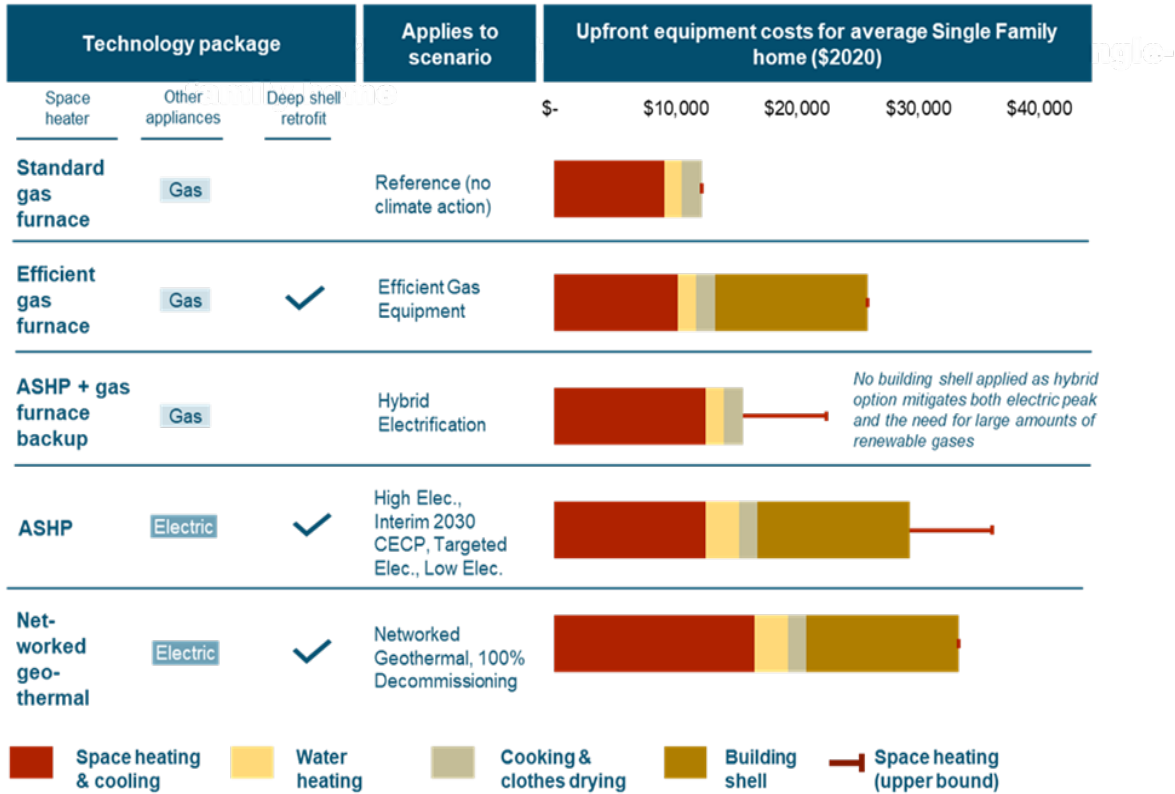 Technology package
Applies to
scenario
Upfront equipment costs for average Single Family
home ($2020)
Space
heater
Other
appliances
Deep shell
retrofit
$-
$10,000
$20,000
$30,000
$40,000
Standard
gas
furnace
Gas
Reference (no
climate action)
Efficient
gas
furnace
Gas
Efficient Gas
Equipment
ASHP + gas
furnace
backup
Gas
Hybrid
Electrification
No building shell applied as hybrid
option mitigates both electric peak
and the need for large amounts of
renewable gases
ASHP
Electric
High Elec.,
Interim 2030
CECP, Targeted
Elec., Low Elec.
Net-
worked
geo-
thermal
Electric
Networked
Geothermal, 100%
Decommissioning
Space heating
& cooling
Water
heating
Cooking &
clothes drying
Building
shell
Space heating
(upper bound)